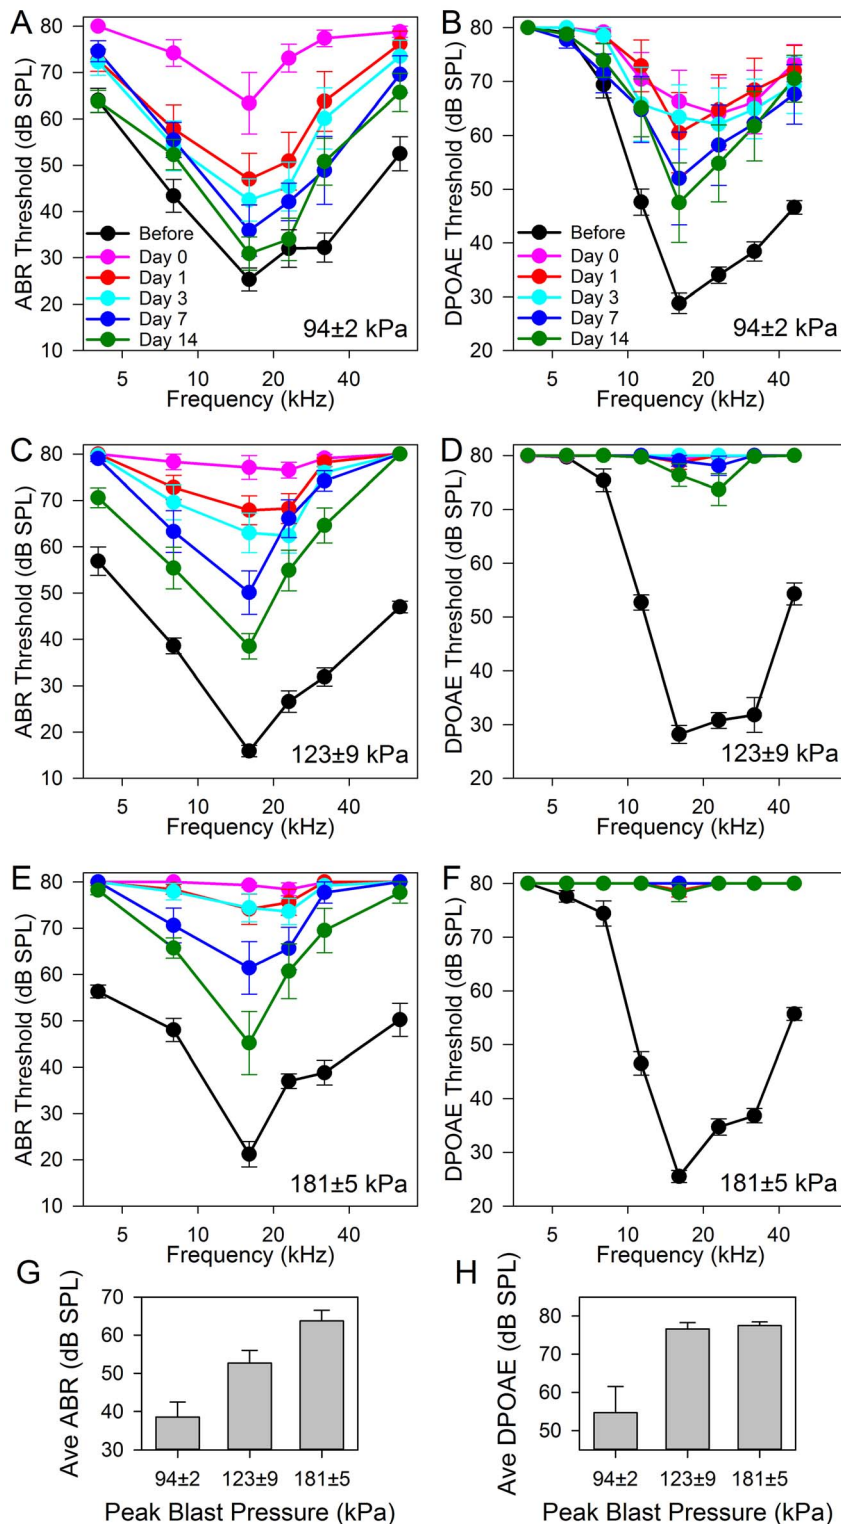 A
80
70
60
50
40
30
20
10
ABR Threshold (dB SPL)
Before
Day 0
Day 1
Day 3
Day 7
Day 14
94±2 kPa
5 10 20 40
Frequency (kHz)
B
80
70
60
50
40
30
20
DPOAE Threshold (dB SPL)
Before
Day 0
Day 1
Day 3
Day 7
Day 14
94±2 kPa
5 10 20 40
Frequency (kHz)
C
80
70
60
50
40
30
20
10
ABR Threshold (dB SPL)
123±9 kPa
5 10 20 40
Frequency (kHz)
D
80
70
60
50
40
30
20
DPOAE Threshold (dB SPL)
123±9 kPa
5 10 20 40
Frequency (kHz)
E
80
70
60
50
40
30
20
10
ABR Threshold (dB SPL)
181±5 kPa
5 10 20 40
Frequency (kHz)
F
80
70
60
50
40
30
20
DPOAE Threshold (dB SPL)
181±5 kPa
5 10 20 40
Frequency (kHz)
G
70
60
50
40
30
Ave ABR (dB SPL)
94±2 123±9 181±5
Peak Blast Pressure (kPa)
H
80
70
60
50
Ave DPOAE (dB SPL)
94±2 123±9 181±5
Peak Blast Pressure (kPa)